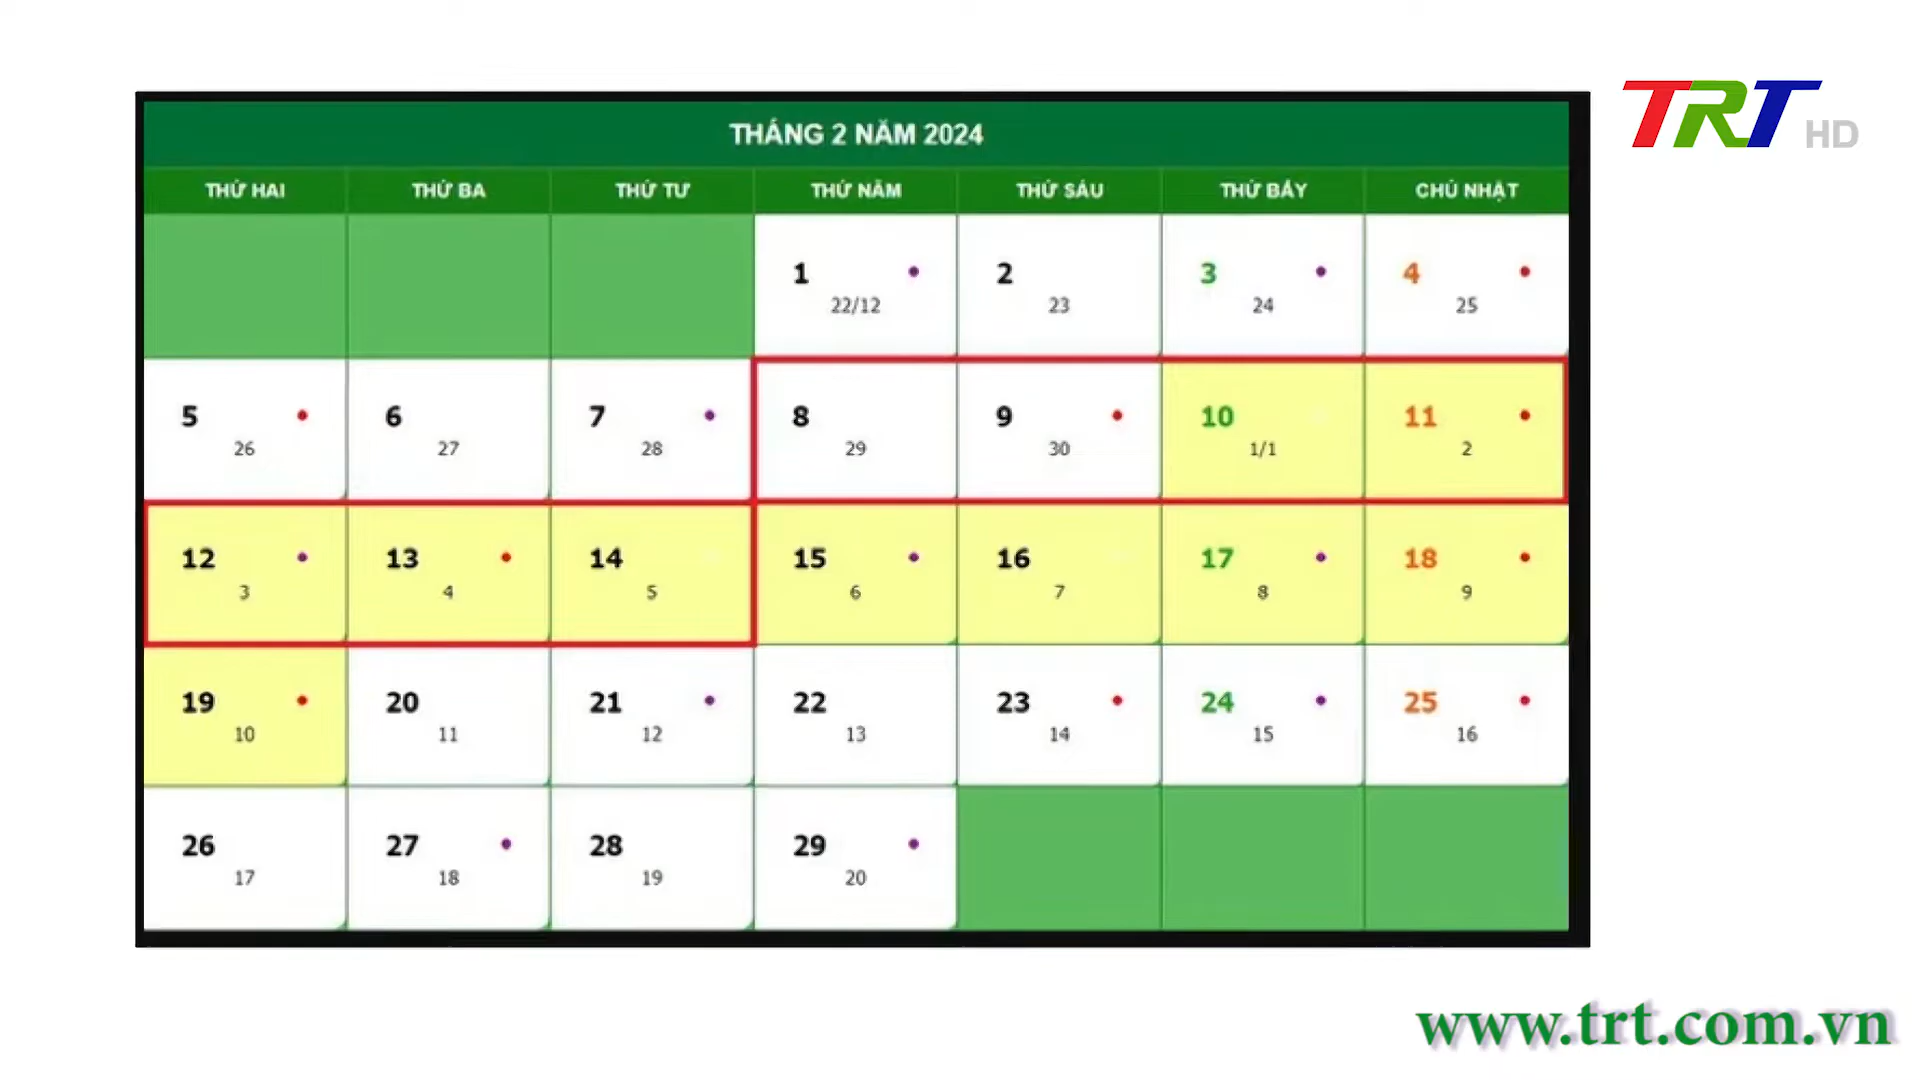 TRT HD
THÁNG 2 NĂM 2024
THỨ HAI THỨ BA THỨ TƯ THỨ NĂM THỨ SÁU THỨ BẢY CHỦ NHẬT
1 2 3 4
22/12 23 24 25
5 6 7 8 9 10 11
26 27 28 29 30 1/1 2
12 13 14 15 16 17 18
3 4 5 6 7 8 9
19 20 21 22 23 24 25
10 11 12 13 14 15 16
26 27 28 29
17 18 19 20
www.trt.com.vn